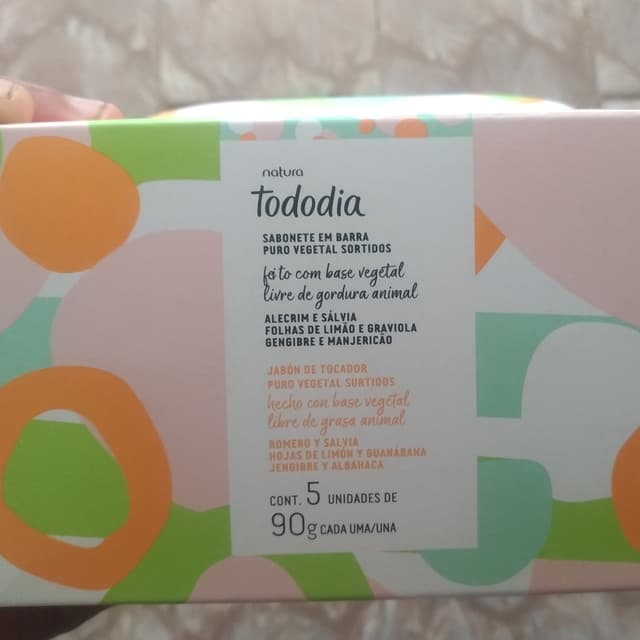 natura
tododia
SABONETE EM BARRA
PURO VEGETAL SORTIDOS
feito com base vegetal
livre de gordura animal
ALECRIM E SÁLVIA
FOLHAS DE LIMÃO E GRAVIOLA
GENGIBRE E MANJERICÃO
JABÓN DE TOCADOR
PURO VEGETAL SURTIDOS
hecho con base vegetal
libre de grasa animal
ROMERO Y SALVIA
HOJAS DE LIMÓN Y GUANÁBANA
JENGIBRE Y ALBAHACA
CONT. 5 UNIDADES DE
90g CADA UMA/UNA